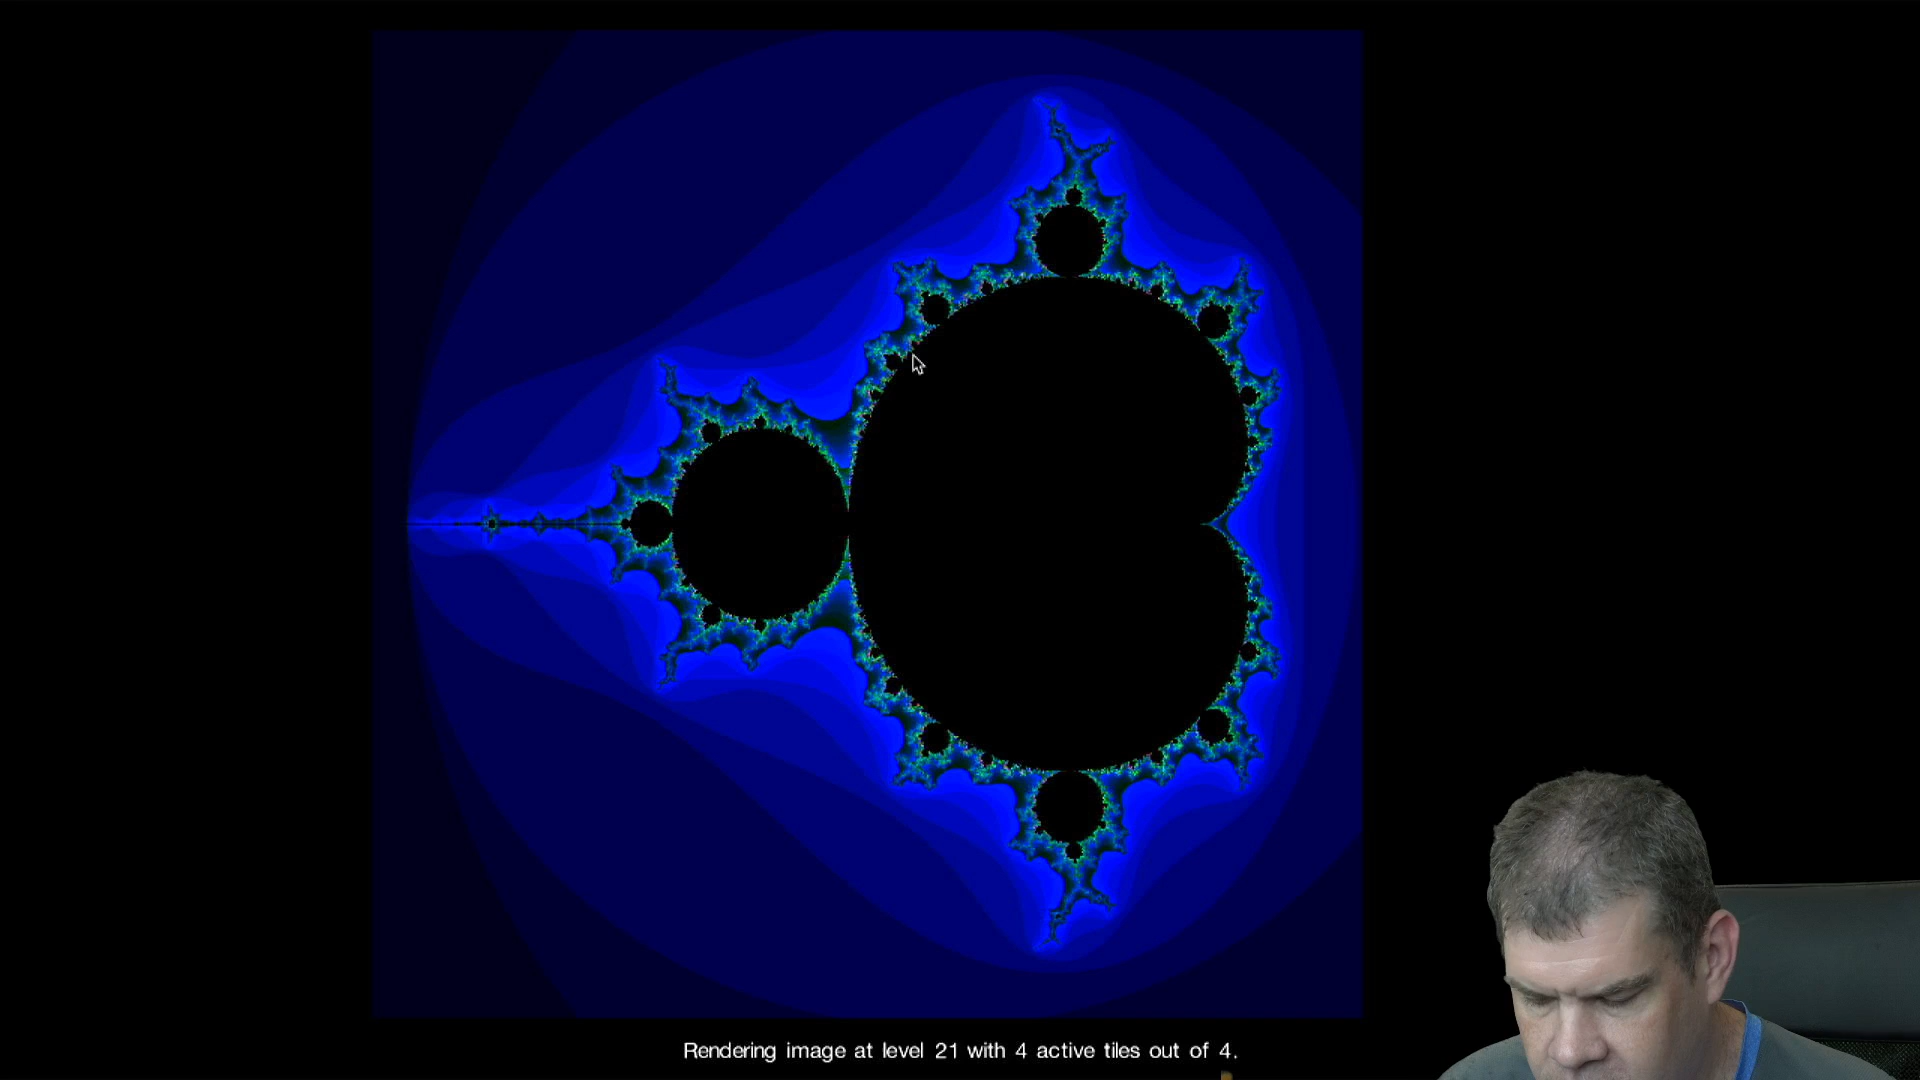 Rendering image at level 21 with 4 active tiles out of 4.